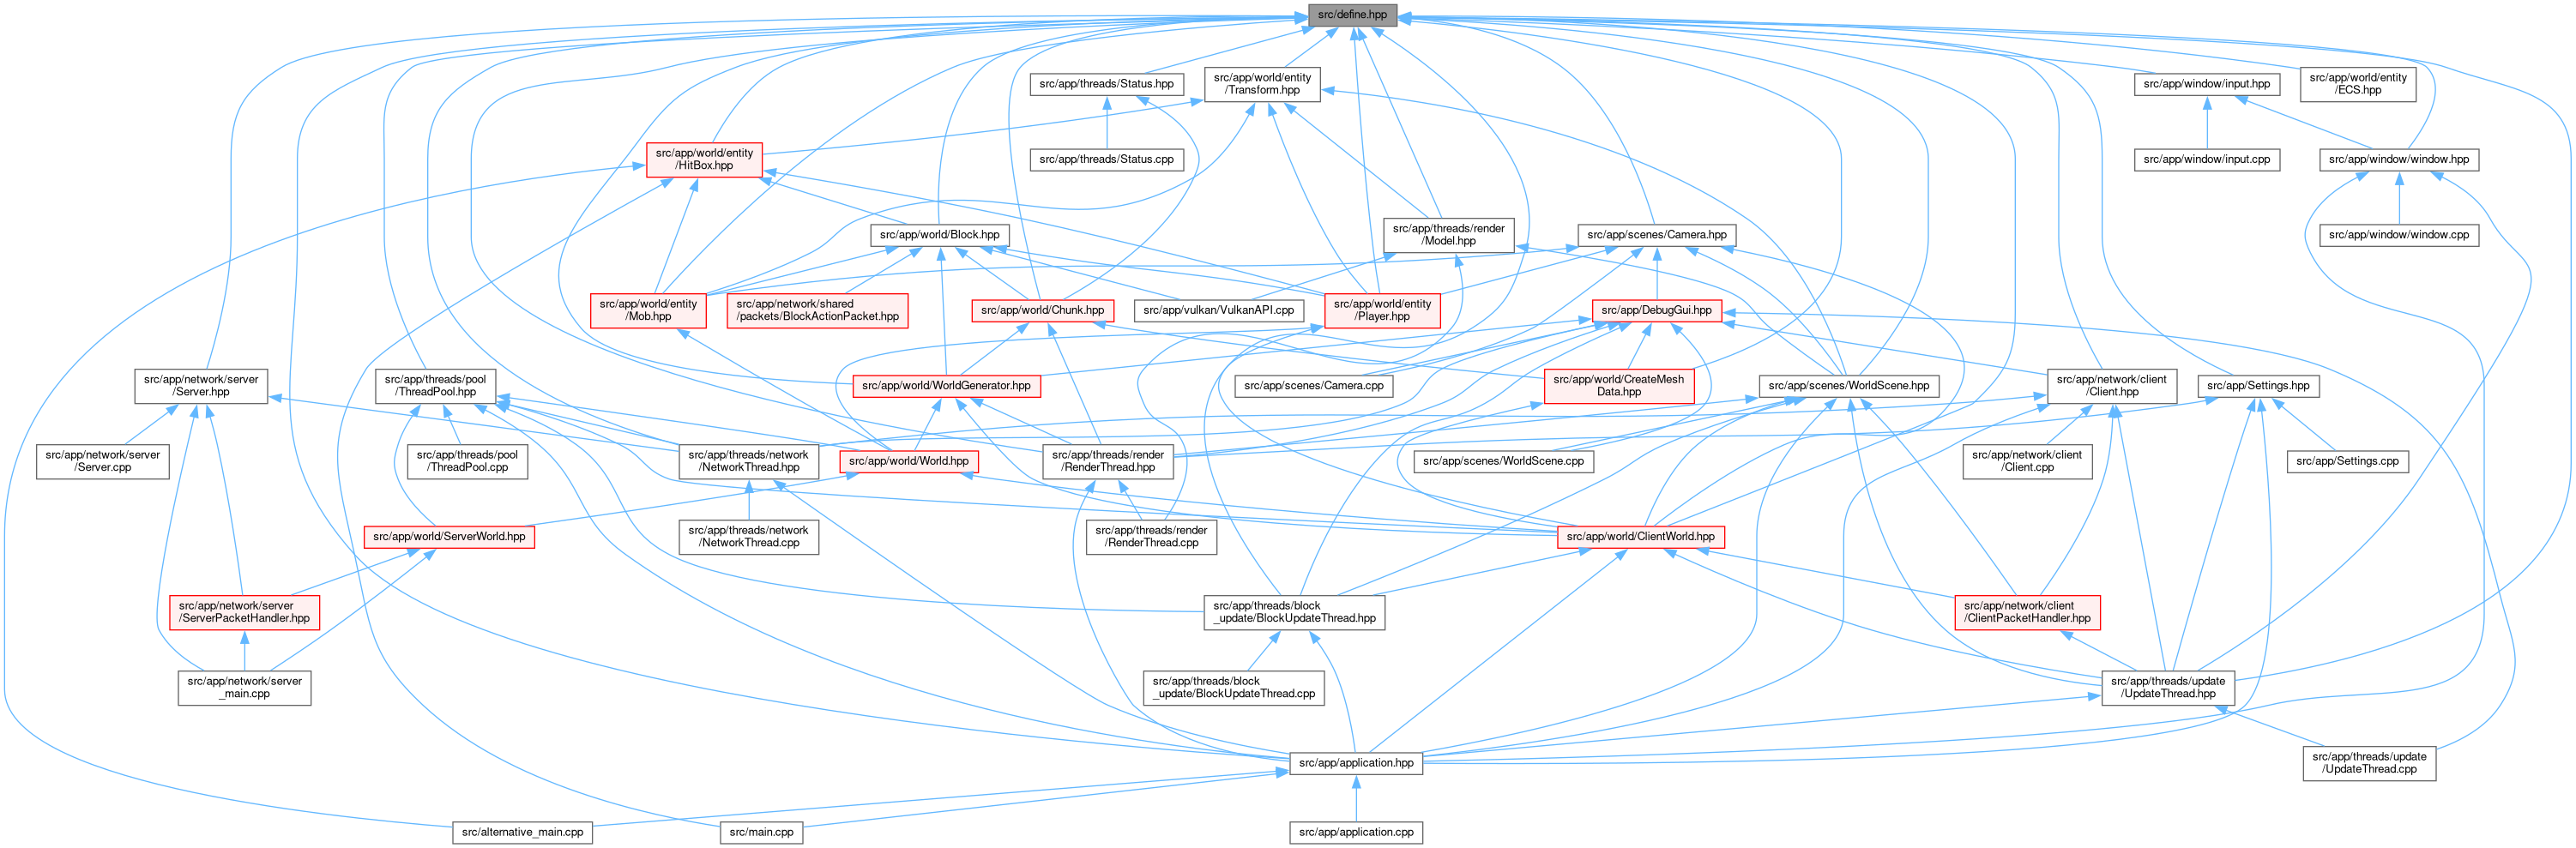 src/define.hpp
src/app/threads/Status.hpp
src/app/world/entity
/Transform.hpp
src/app/window/input.hpp
src/app/world/entity
/ECS.hpp
src/app/world/entity
/HitBox.hpp
src/app/threads/Status.cpp
src/app/window/input.cpp
src/app/window/window.hpp
src/app/world/Block.hpp
src/app/threads/render
/Model.hpp
src/app/scenes/Camera.hpp
src/app/window/window.cpp
src/app/world/entity
/Mob.hpp
src/app/network/shared
/packets/BlockActionPacket.hpp
src/app/world/Chunk.hpp
src/app/vulkan/VulkanAPI.cpp
src/app/world/entity
/Player.hpp
src/app/DebugGui.hpp
src/app/network/server
/Server.hpp
src/app/threads/pool
/ThreadPool.hpp
src/app/world/WorldGenerator.hpp
src/app/scenes/Camera.cpp
src/app/world/CreateMesh
Data.hpp
src/app/scenes/WorldScene.hpp
src/app/network/client
/Client.hpp
src/app/Settings.hpp
src/app/network/server
/Server.cpp
src/app/threads/pool
/ThreadPool.cpp
src/app/threads/network
/NetworkThread.hpp
src/app/world/World.hpp
src/app/threads/render
/RenderThread.hpp
src/app/scenes/WorldScene.cpp
src/app/network/client
/Client.cpp
src/app/Settings.cpp
src/app/world/ServerWorld.hpp
src/app/threads/network
/NetworkThread.cpp
src/app/threads/render
/RenderThread.cpp
src/app/world/ClientWorld.hpp
src/app/network/server
/ServerPacketHandler.hpp
src/app/threads/block
_update/BlockUpdateThread.hpp
src/app/network/client
/ClientPacketHandler.hpp
src/app/network/server
_main.cpp
src/app/threads/block
_update/BlockUpdateThread.cpp
src/app/threads/update
/UpdateThread.hpp
src/app/application.hpp
src/app/threads/update
/UpdateThread.cpp
src/alternative_main.cpp
src/main.cpp
src/app/application.cpp